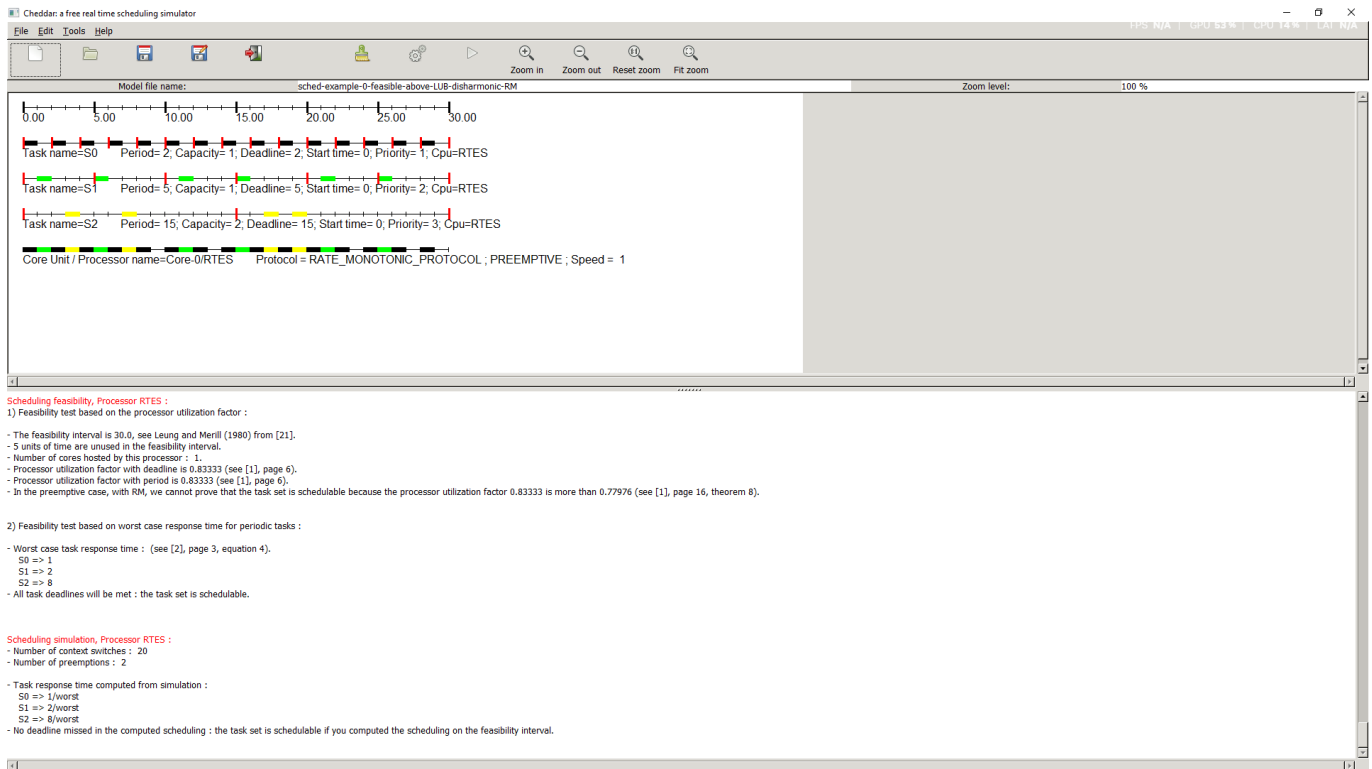 Cheddar: a free real time scheduling simulator
FPS N/A | GPU 53% | CPU 14% | LAT N/A
File Edit Tools Help
Zoom in Zoom out Reset zoom Fit zoom
Model file name: sched-example-0-feasible-above-LUB-disharmonic-RM Zoom level: 100 %
0.00 5.00 10.00 15.00 20.00 25.00 30.00
Task name=S0 Period= 2; Capacity= 1; Deadline= 2; Start time= 0; Priority= 1; Cpu=RTES
Task name=S1 Period= 5; Capacity= 1; Deadline= 5; Start time= 0; Priority= 2; Cpu=RTES
Task name=S2 Period= 15; Capacity= 2; Deadline= 15; Start time= 0; Priority= 3; Cpu=RTES
Core Unit / Processor name=Core-0/RTES Protocol = RATE_MONOTONIC_PROTOCOL ; PREEMPTIVE ; Speed = 1
Scheduling feasibility, Processor RTES :
1) Feasibility test based on the processor utilization factor :
- The feasibility interval is 30.0, see Leung and Merill (1980) from [21].
- 5 units of time are unused in the feasibility interval.
- Number of cores hosted by this processor : 1.
- Processor utilization factor with deadline is 0.83333 (see [1], page 6).
- Processor utilization factor with period is 0.83333 (see [1], page 6).
- In the preemptive case, with RM, we cannot prove that the task set is schedulable because the processor utilization factor 0.83333 is more than 0.77976 (see [1], page 16, theorem 8).
2) Feasibility test based on worst case response time for periodic tasks :
- Worst case task response time : (see [2], page 3, equation 4).
S0 => 1
S1 => 2
S2 => 8
- All task deadlines will be met : the task set is schedulable.
Scheduling simulation, Processor RTES :
- Number of context switches : 20
- Number of preemptions : 2
- Task response time computed from simulation :
S0 => 1/worst
S1 => 2/worst
S2 => 8/worst
- No deadline missed in the computed scheduling : the task set is schedulable if you computed the scheduling on the feasibility interval.